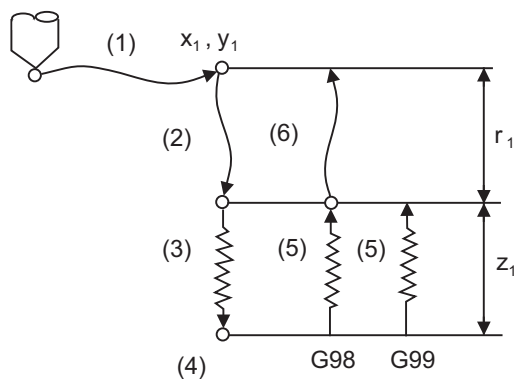 (1)
x1 , y1
(2)
(6)
r1
(3)
(5)
(5)
z1
(4)
G98
G99